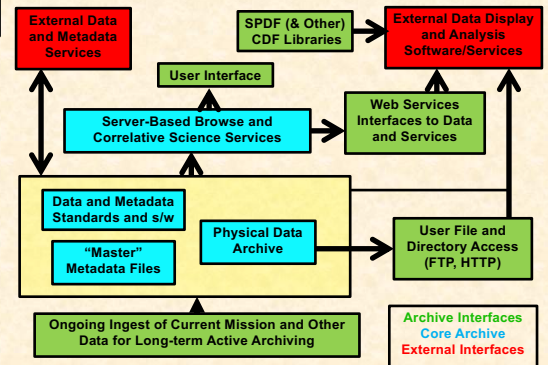 External Data
and Metadata
Services
SPDF (& Other)
CDF Libraries
External Data Display
and Analysis
Software/Services
User Interface
Server-Based Browse and
Correlative Science Services
Web Services
Interfaces to Data
and Services
Data and Metadata
Standards and s/w
“Master”
Metadata Files
Physical Data
Archive
User File and
Directory Access
(FTP, HTTP)
Ongoing Ingest of Current Mission and Other
Data for Long-term Active Archiving
Archive Interfaces
Core Archive
External Interfaces